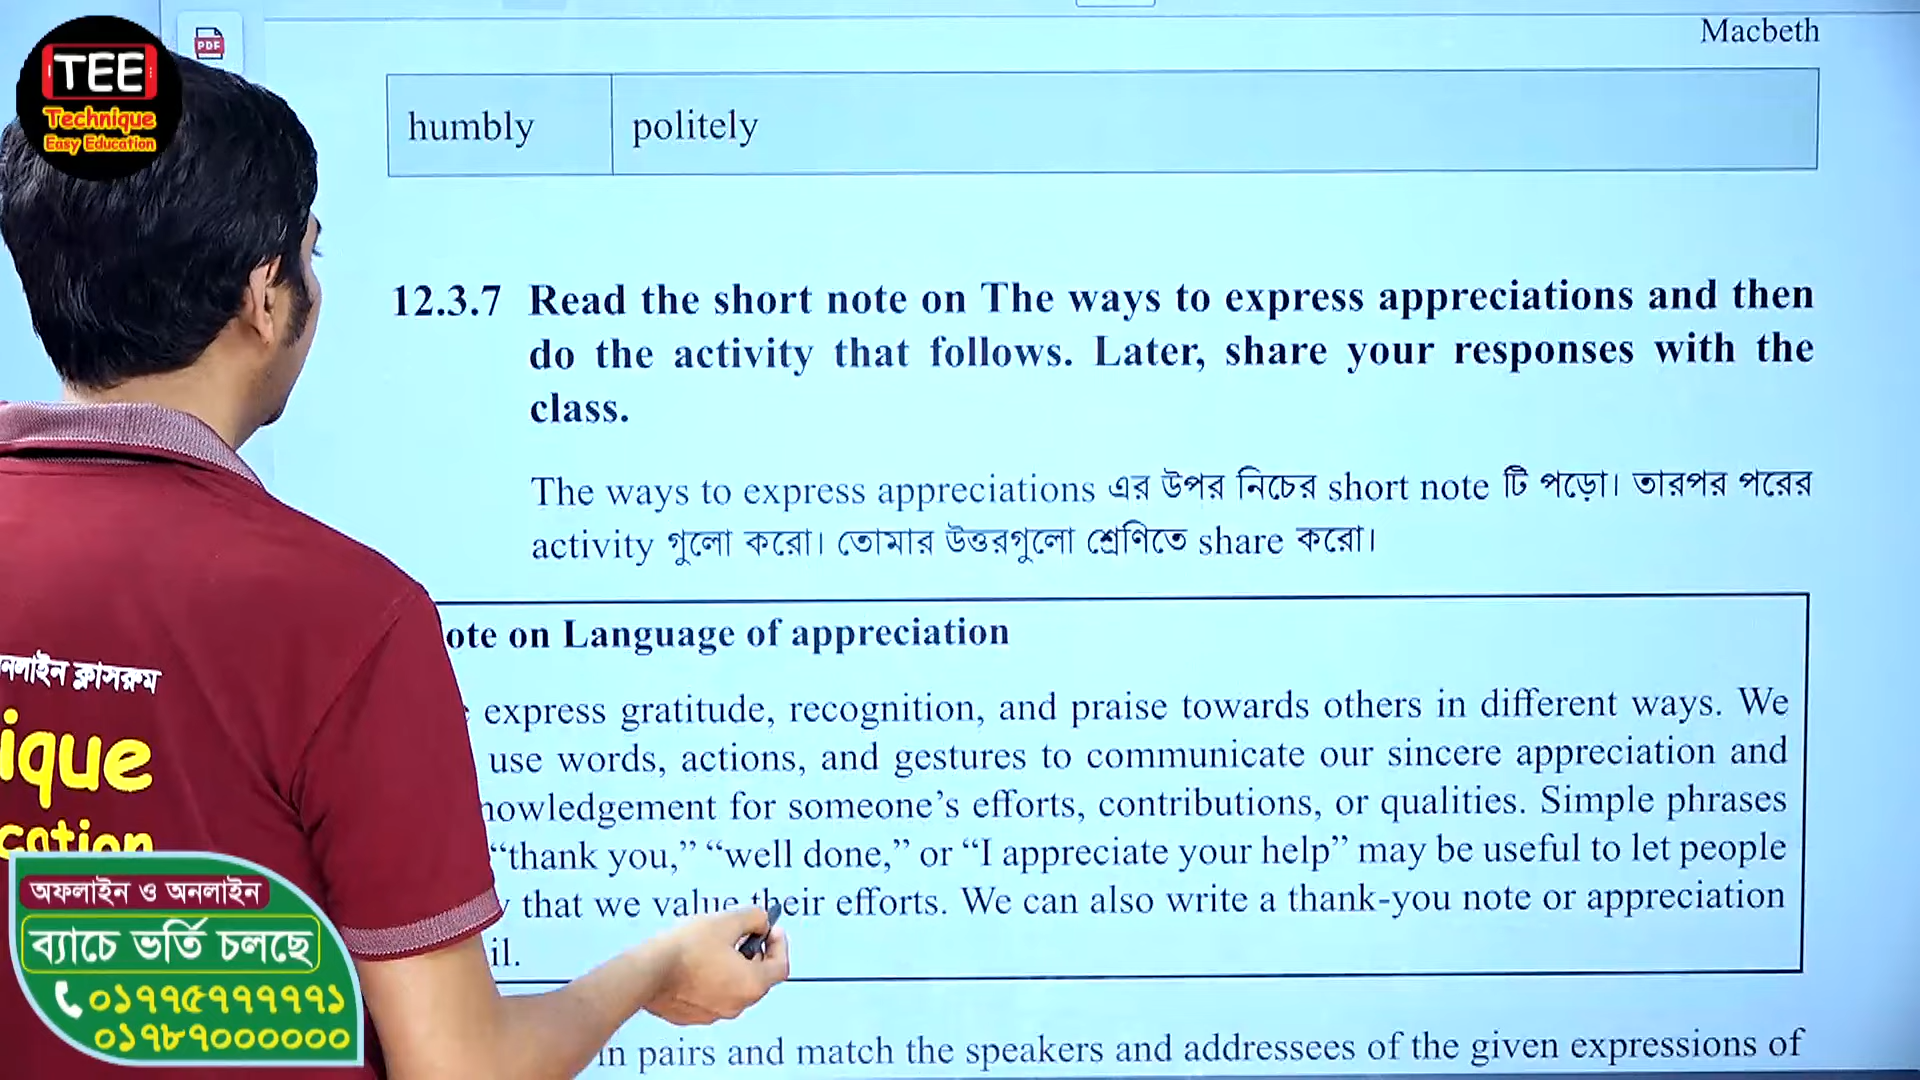 Macbeth
TEE
Technique
Easy Education
PDF
humbly politely
12.3.7 Read the short note on The ways to express appreciations and then
do the activity that follows. Later, share your responses with the
class.
The ways to express appreciations এর উপর নিচের short note টি পড়ো। তারপর পরের
activity গুলো করো। তোমার উত্তরগুলো শ্রেণিতে share করো।
ote on Language of appreciation
express gratitude, recognition, and praise towards others in different ways. We
use words, actions, and gestures to communicate our sincere appreciation and
nowledgement for someone’s efforts, contributions, or qualities. Simple phrases
“thank you,” “well done,” or “I appreciate your help” may be useful to let people
that we value their efforts. We can also write a thank-you note or appreciation
il.
in pairs and match the speakers and addressees of the given expressions of
নলাইন ক্লাসরুম
ique
cation
অফলাইন ও অনলাইন
ব্যাচে ভর্তি চলছে
০১৭৭৫৭৭৭৭৭১
০১৭৮৭০০০০০০